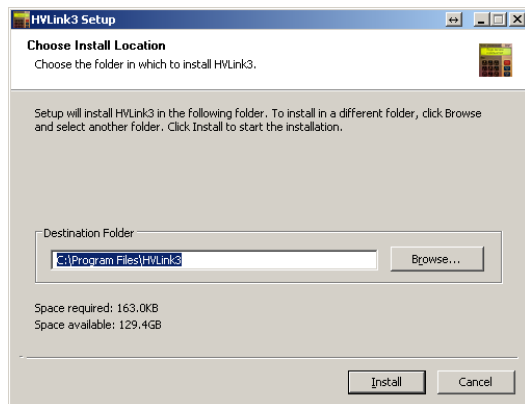 HVLink3 Setup
Choose Install Location
Choose the folder in which to install HVLink3.
Setup will install HVLink3 in the following folder. To install in a different folder, click Browse
and select another folder. Click Install to start the installation.
Destination Folder
C:\Program Files\HVLink3
Browse...
Space required: 163.0KB
Space available: 129.4GB
Install
Cancel